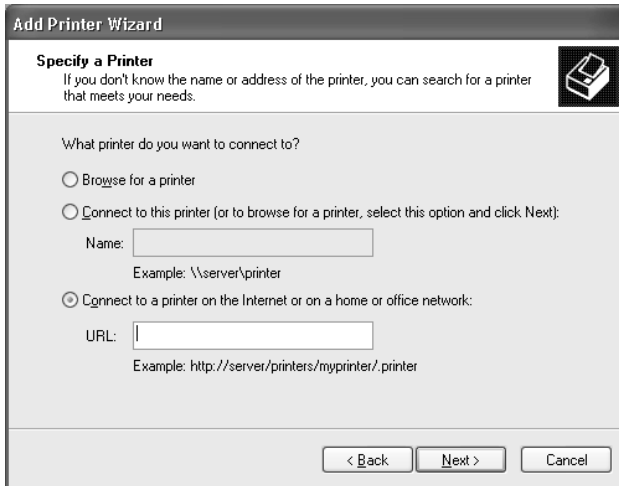 Add Printer Wizard
Specify a Printer
If you don't know the name or address of the printer, you can search for a printer
that meets your needs.
What printer do you want to connect to?
Browse for a printer
Connect to this printer (or to browse for a printer, select this option and click Next):
Name:
Example: \\server\printer
Connect to a printer on the Internet or on a home or office network:
URL:
Example: http://server/printers/myprinter/.printer
< Back Next > Cancel